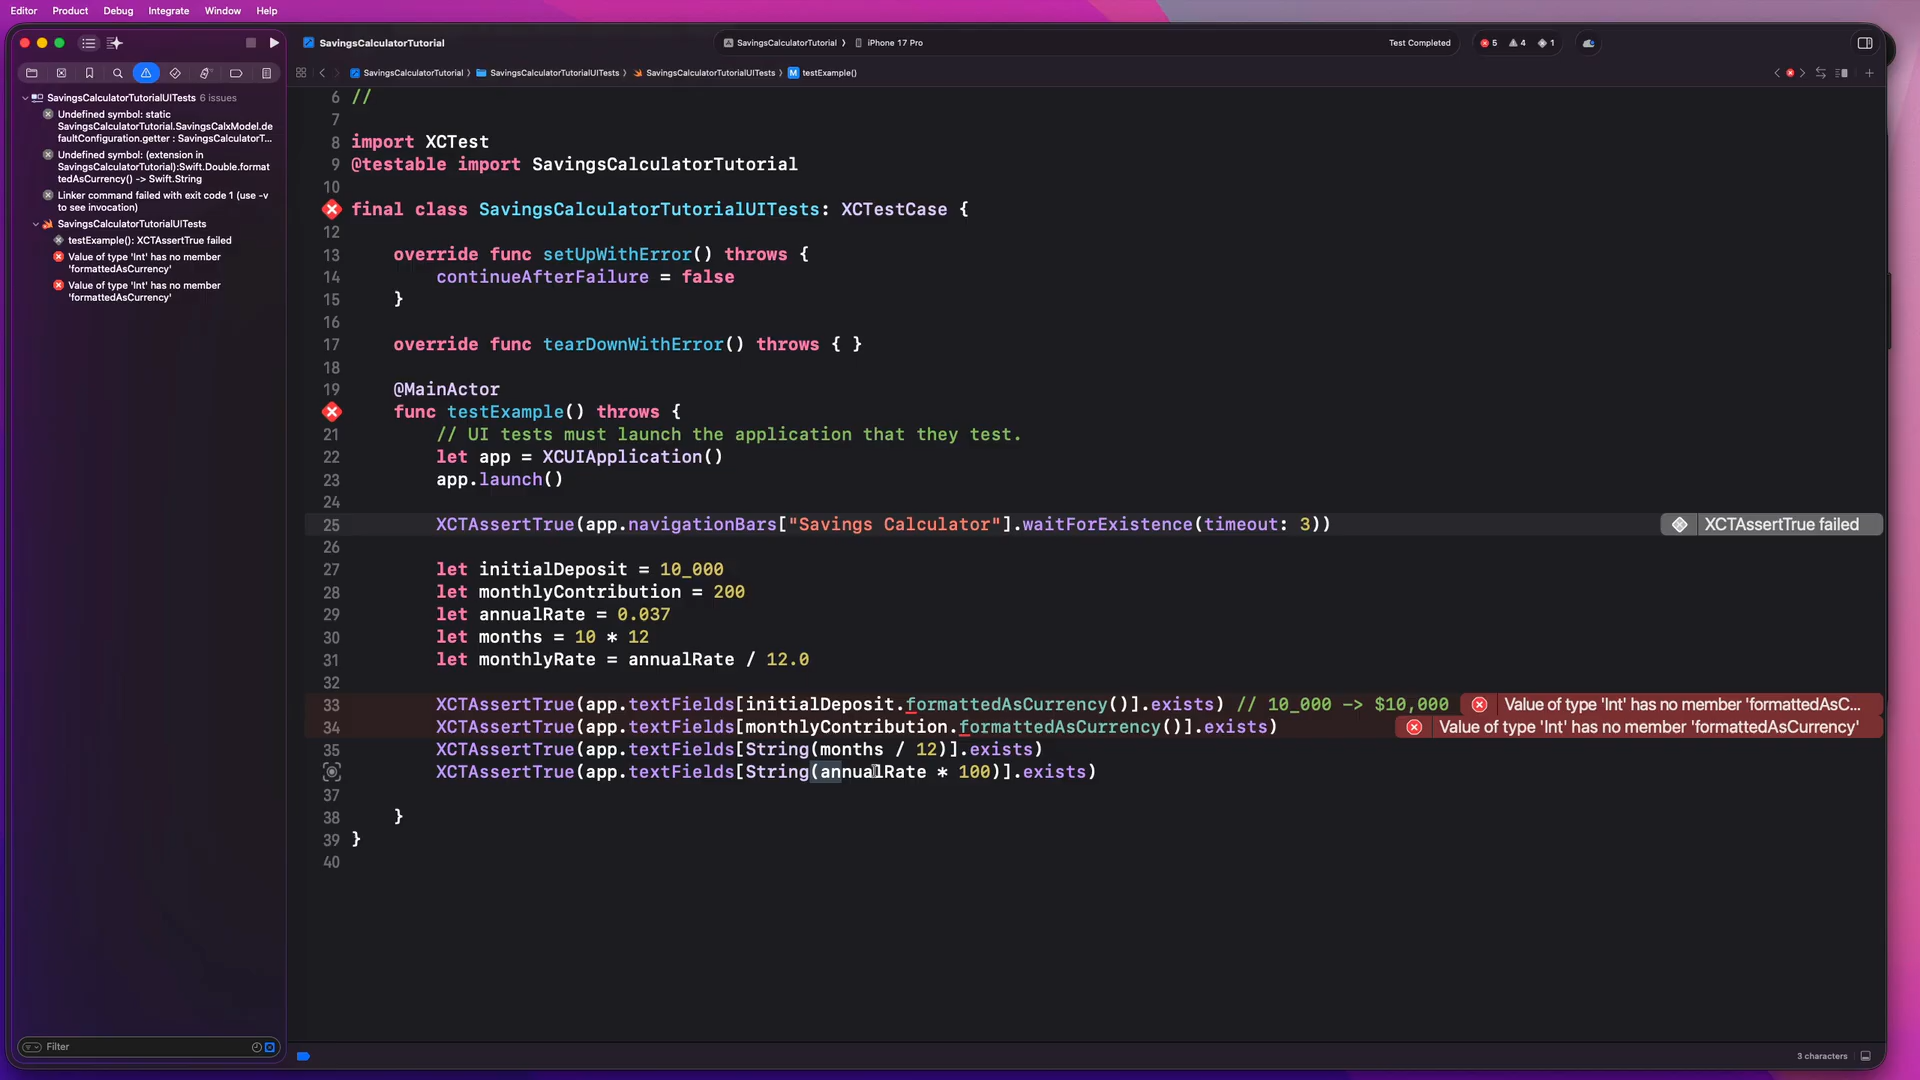 Editor Product Debug Integrate Window Help
SavingsCalculatorTutorial
SavingsCalculatorTutorial 〉 iPhone 17 Pro
Test Completed
5 4 1
SavingsCalculatorTutorial 〉 SavingsCalculatorTutorialUITests 〉 SavingsCalculatorTutorialUITests 〉 M testExample()
SavingsCalculatorTutorialUITests 6 issues
Undefined symbol: static
SavingsCalculatorTutorial.SavingsCalxModel.de
faultConfiguration.getter : SavingsCalculatorT...
Undefined symbol: (extension in
SavingsCalculatorTutorial):Swift.Double.format
tedAsCurrency() -> Swift.String
Linker command failed with exit code 1 (use -v
to see invocation)
SavingsCalculatorTutorialUITests
testExample(): XCTAssertTrue failed
Value of type 'Int' has no member
'formattedAsCurrency'
Value of type 'Int' has no member
'formattedAsCurrency'
Filter
6 //
7
8 import XCTest
9 @testable import SavingsCalculatorTutorial
10
final class SavingsCalculatorTutorialUITests: XCTestCase {
12
13 override func setUpWithError() throws {
14 continueAfterFailure = false
15 }
16
17 override func tearDownWithError() throws { }
18
19 @MainActor
func testExample() throws {
21 // UI tests must launch the application that they test.
22 let app = XCUIApplication()
23 app.launch()
24
25 XCTAssertTrue(app.navigationBars["Savings Calculator"].waitForExistence(timeout: 3)) XCTAssertTrue failed
26
27 let initialDeposit = 10_000
28 let monthlyContribution = 200
29 let annualRate = 0.037
30 let months = 10 * 12
31 let monthlyRate = annualRate / 12.0
32
33 XCTAssertTrue(app.textFields[initialDeposit.formattedAsCurrency()].exists) // 10_000 -> $10,000 Value of type 'Int' has no member 'formattedAsC...
34 XCTAssertTrue(app.textFields[monthlyContribution.formattedAsCurrency()].exists) Value of type 'Int' has no member 'formattedAsCurrency'
35 XCTAssertTrue(app.textFields[String(months / 12)].exists)
XCTAssertTrue(app.textFields[String(annualRate * 100)].exists)
37
38 }
39 }
40
3 characters